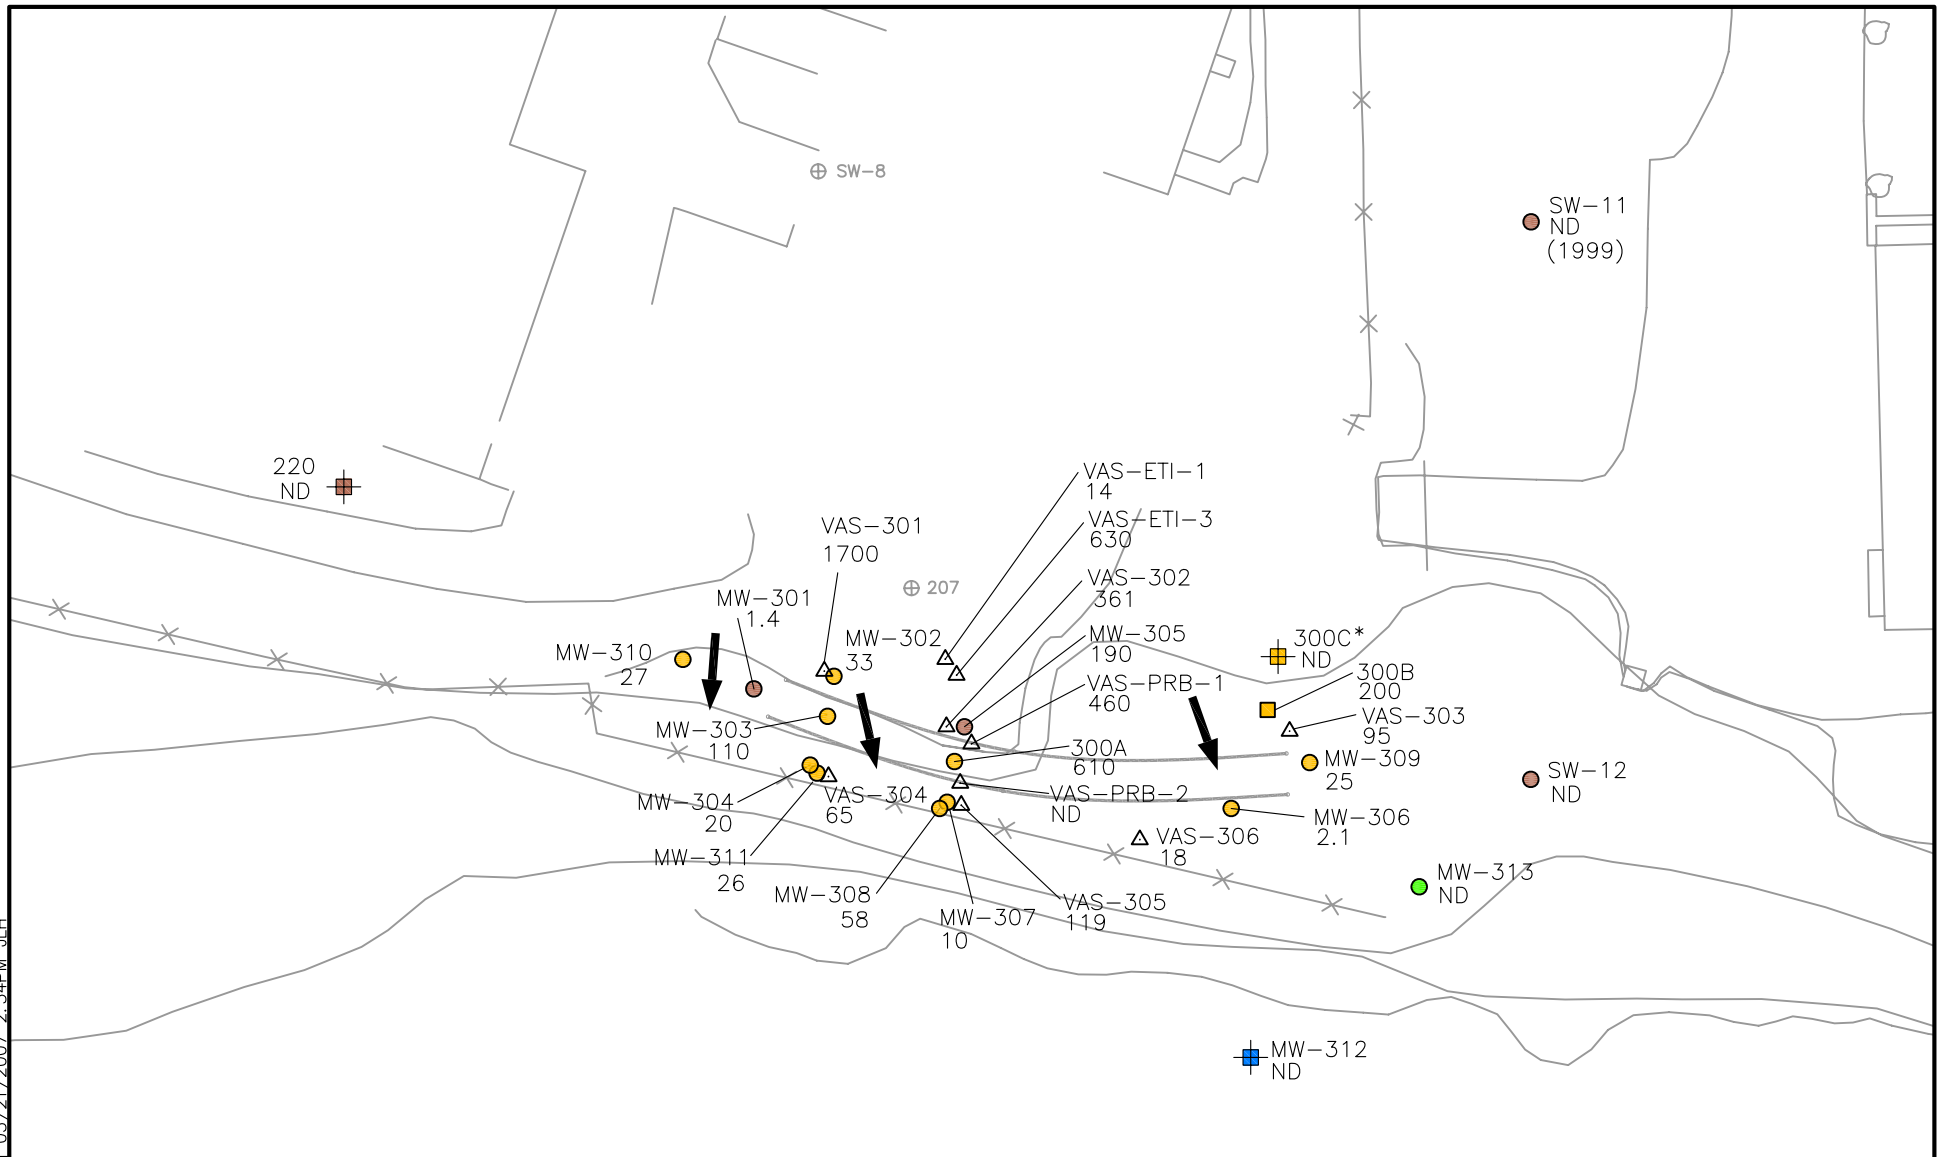 SW-8
SW-11
ND
(1999)
220
ND
VAS-ETI-1
14
VAS-ETI-3
630
VAS-301
1700
VAS-302
361
207
MW-301
1.4
MW-302
33
MW-305
190
300C*
ND
MW-310
27
300B
200
VAS-PRB-1
460
VAS-303
95
MW-303
110
300A
610
MW-309
25
SW-12
ND
MW-304
20
VAS-304
65
VAS-PRB-2
ND
MW-306
2.1
VAS-306
18
MW-311
26
MW-313
ND
MW-308
58
MW-307
10
VAS-305
119
MW-312
ND